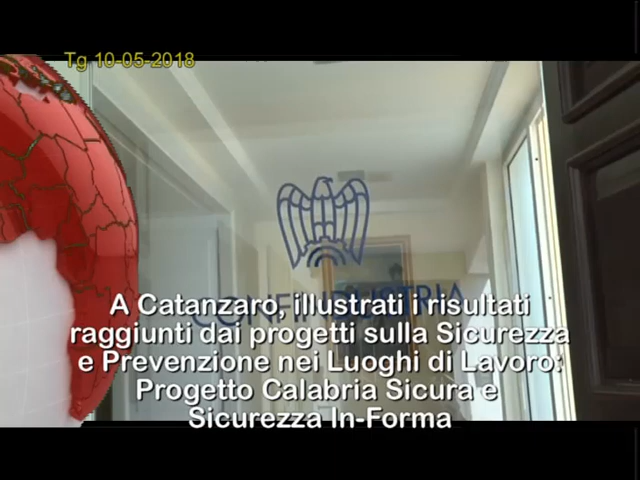 Tg 10-05-2018
CONFINDUSTRIA
A Catanzaro, illustrati i risultati
raggiunti dai progetti sulla Sicurezza
e Prevenzione nei Luoghi di Lavoro:
Progetto Calabria Sicura e
Sicurezza In-Forma